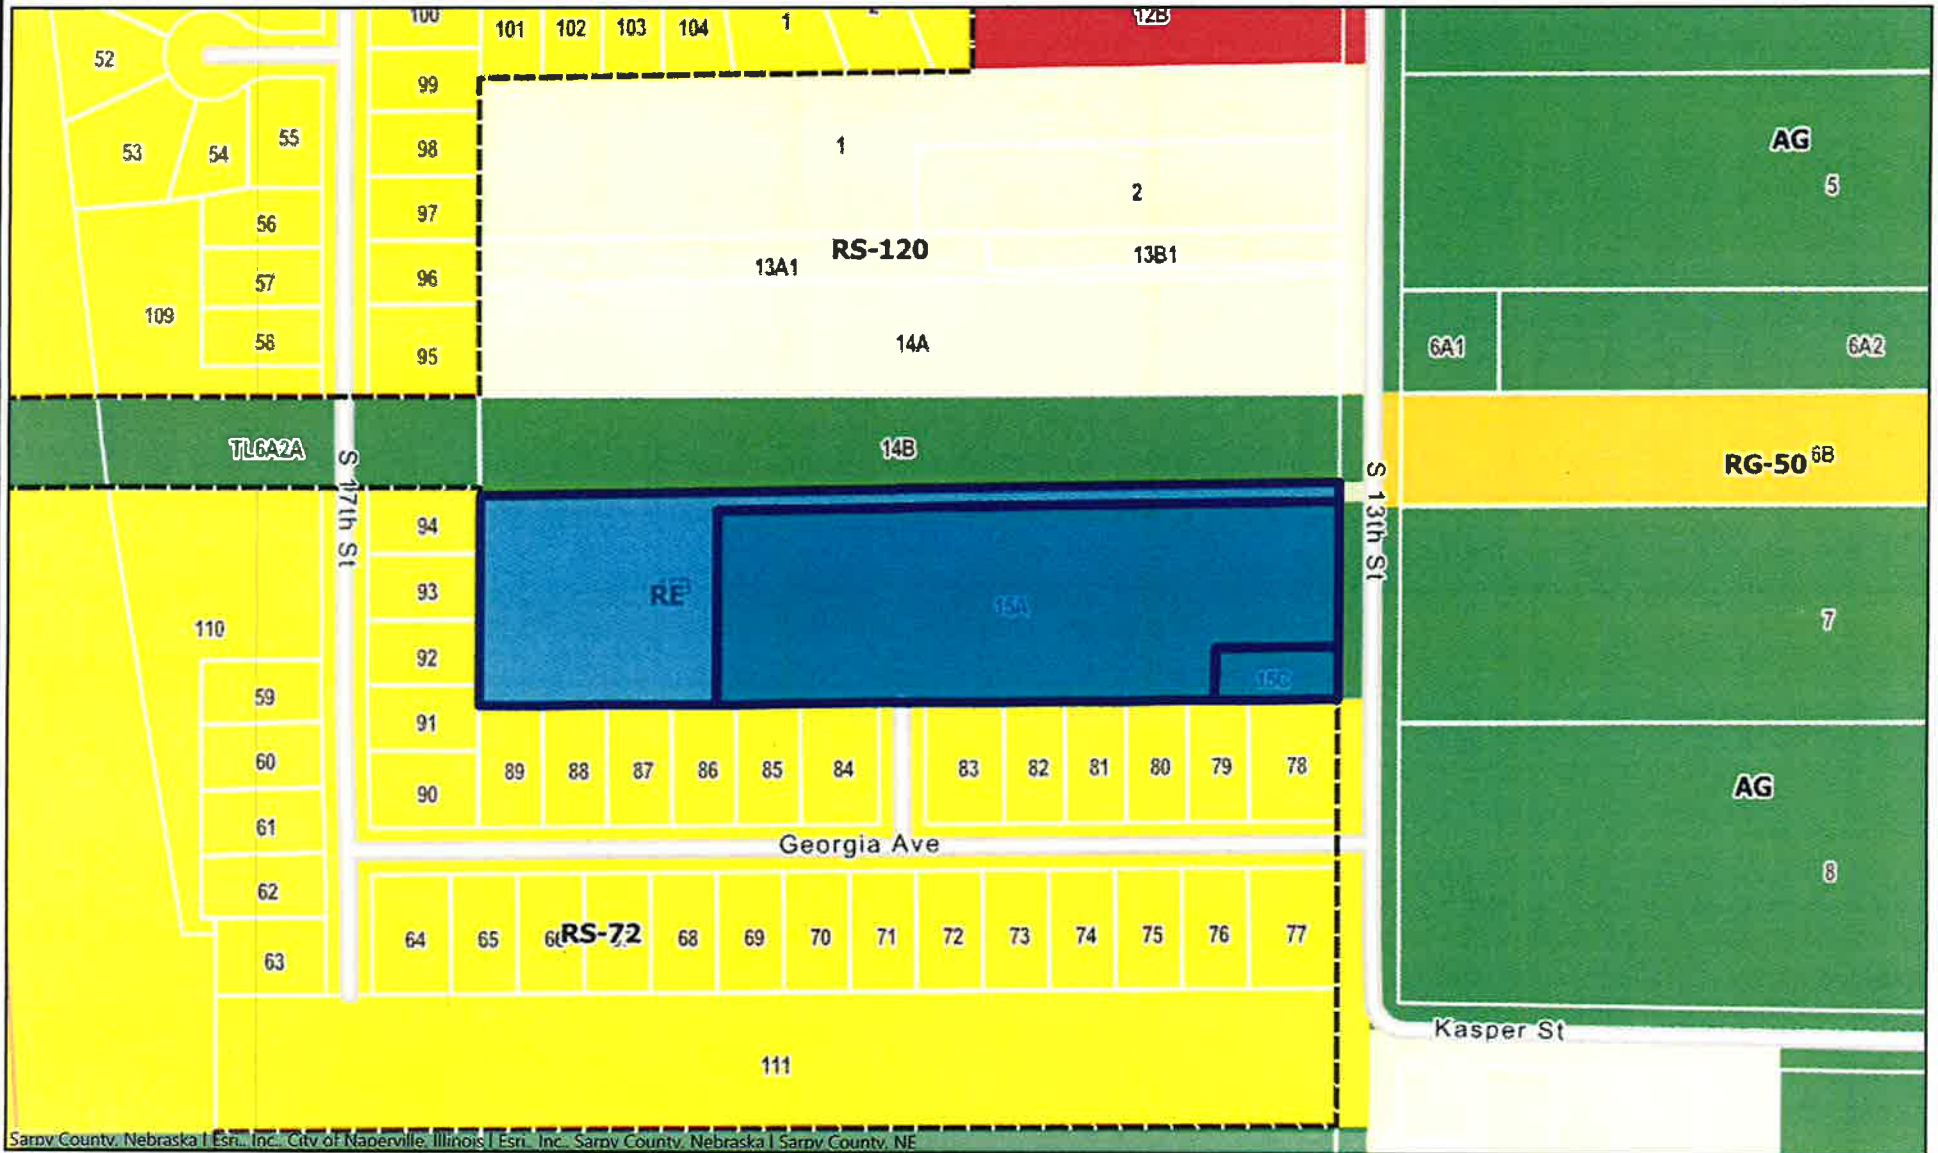 100
12B
101 102 103 104 1
52
99
53 54 55
98
1
AG
5
97
2
56
RS-120
13A1
13B1
57
96
109
58
95
14A
6A1
6A2
TL6A2A
14B
RG-50
6B
S 17th St
S 13th St
94
93
RE
15A
7
110
92
15C
59
91
60
90
89 88 87 86 85 84 83 82 81 80 79 78
AG
61
Georgia Ave
62
8
64 65 RS-72 68 69 70 71 72 73 74 75 76 77
63
Kasper St
111
Sarpy County, Nebraska | Esri., Inc., City of Naperville, Illinois | Esri., Inc., Sarpy County, Nebraska | Sarpy County, NE